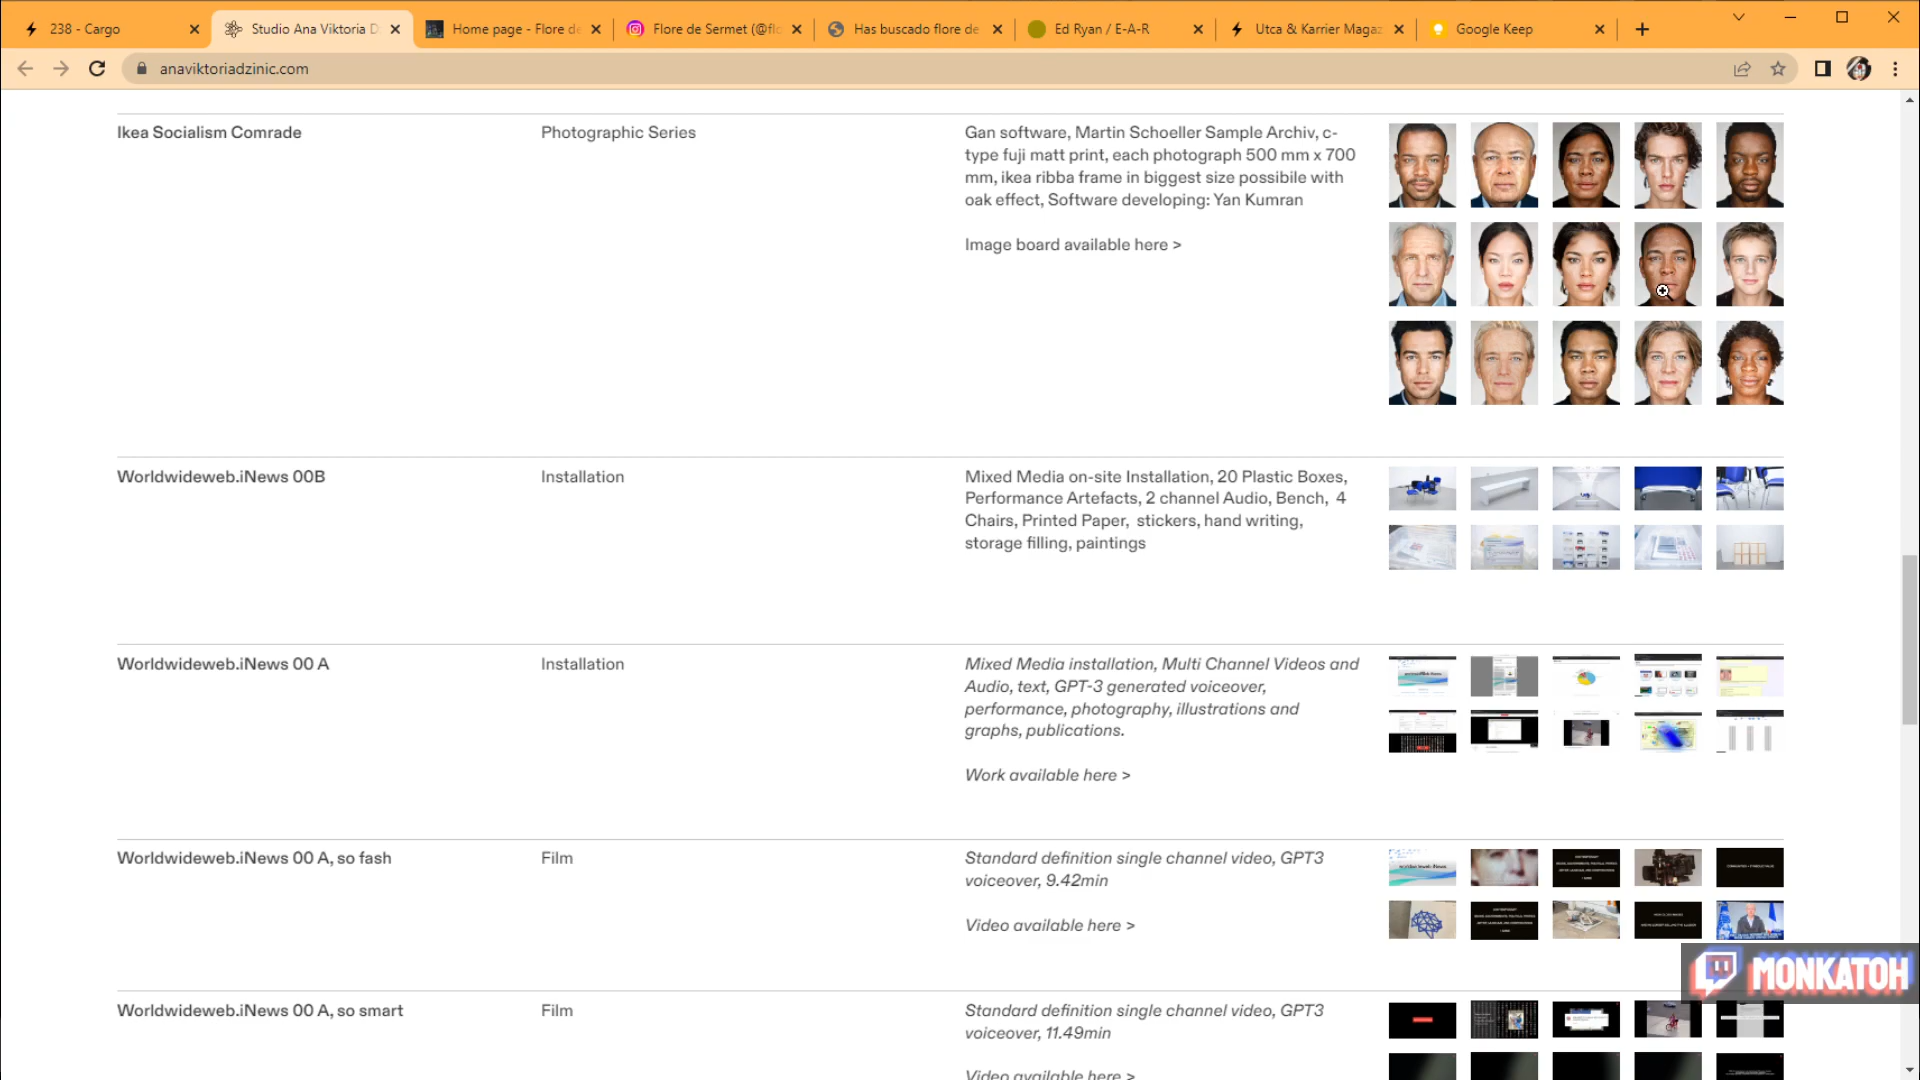 238 - Cargo
Studio Ana Viktoria D
Home page - Flore de
Flore de Sermet (@flo
Has buscado flore de
Ed Ryan / E-A-R
Utca & Karrier Magaz
Google Keep
anaviktoriadzinic.com
Ikea Socialism Comrade
Photographic Series
Gan software, Martin Schoeller Sample Archiv, c-
type fuji matt print, each photograph 500 mm x 700
mm, ikea ribba frame in biggest size possibile with
oak effect, Software developing: Yan Kumran
Image board available here >
Worldwideweb.iNews 00B
Installation
Mixed Media on-site Installation, 20 Plastic Boxes,
Performance Artefacts, 2 channel Audio, Bench, 4
Chairs, Printed Paper, stickers, hand writing,
storage filling, paintings
Worldwideweb.iNews 00 A
Installation
Mixed Media installation, Multi Channel Videos and
Audio, text, GPT-3 generated voiceover,
performance, photography, illustrations and
graphs, publications.
Work available here >
Worldwideweb.iNews 00 A, so fash
Film
Standard definition single channel video, GPT3
voiceover, 9.42min
Video available here >
MONKATOH
Worldwideweb.iNews 00 A, so smart
Film
Standard definition single channel video, GPT3
voiceover, 11.49min
Video available here >